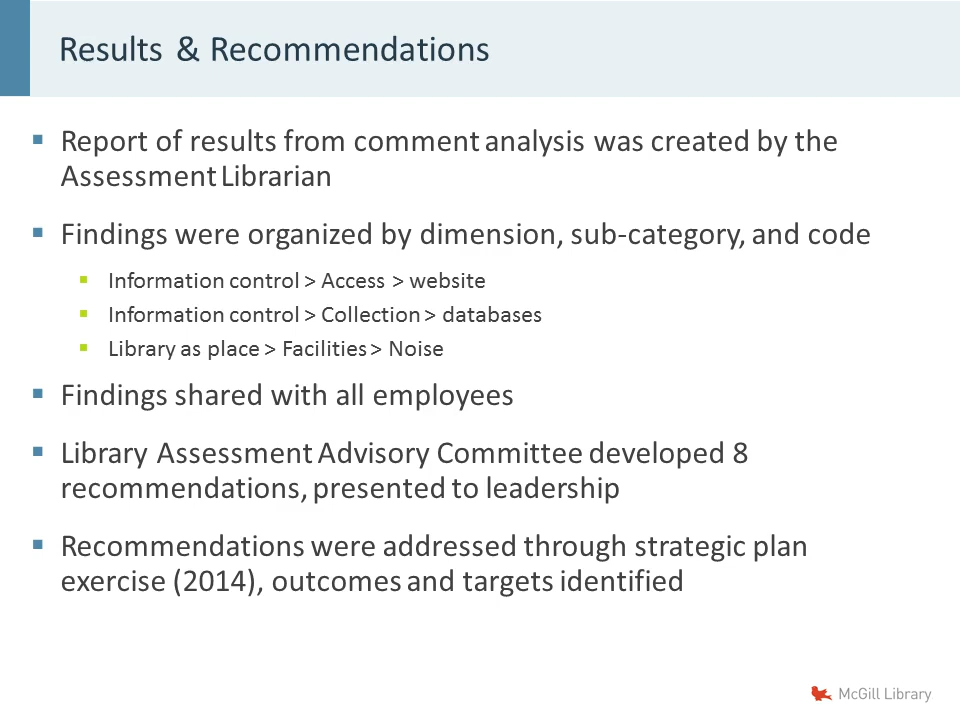 Results & Recommendations
Report of results from comment analysis was created by the
Assessment Librarian
Findings were organized by dimension, sub-category, and code
Information control > Access > website
Information control > Collection > databases
Library as place > Facilities > Noise
Findings shared with all employees
Library Assessment Advisory Committee developed 8
recommendations, presented to leadership
Recommendations were addressed through strategic plan
exercise (2014), outcomes and targets identified
McGill Library